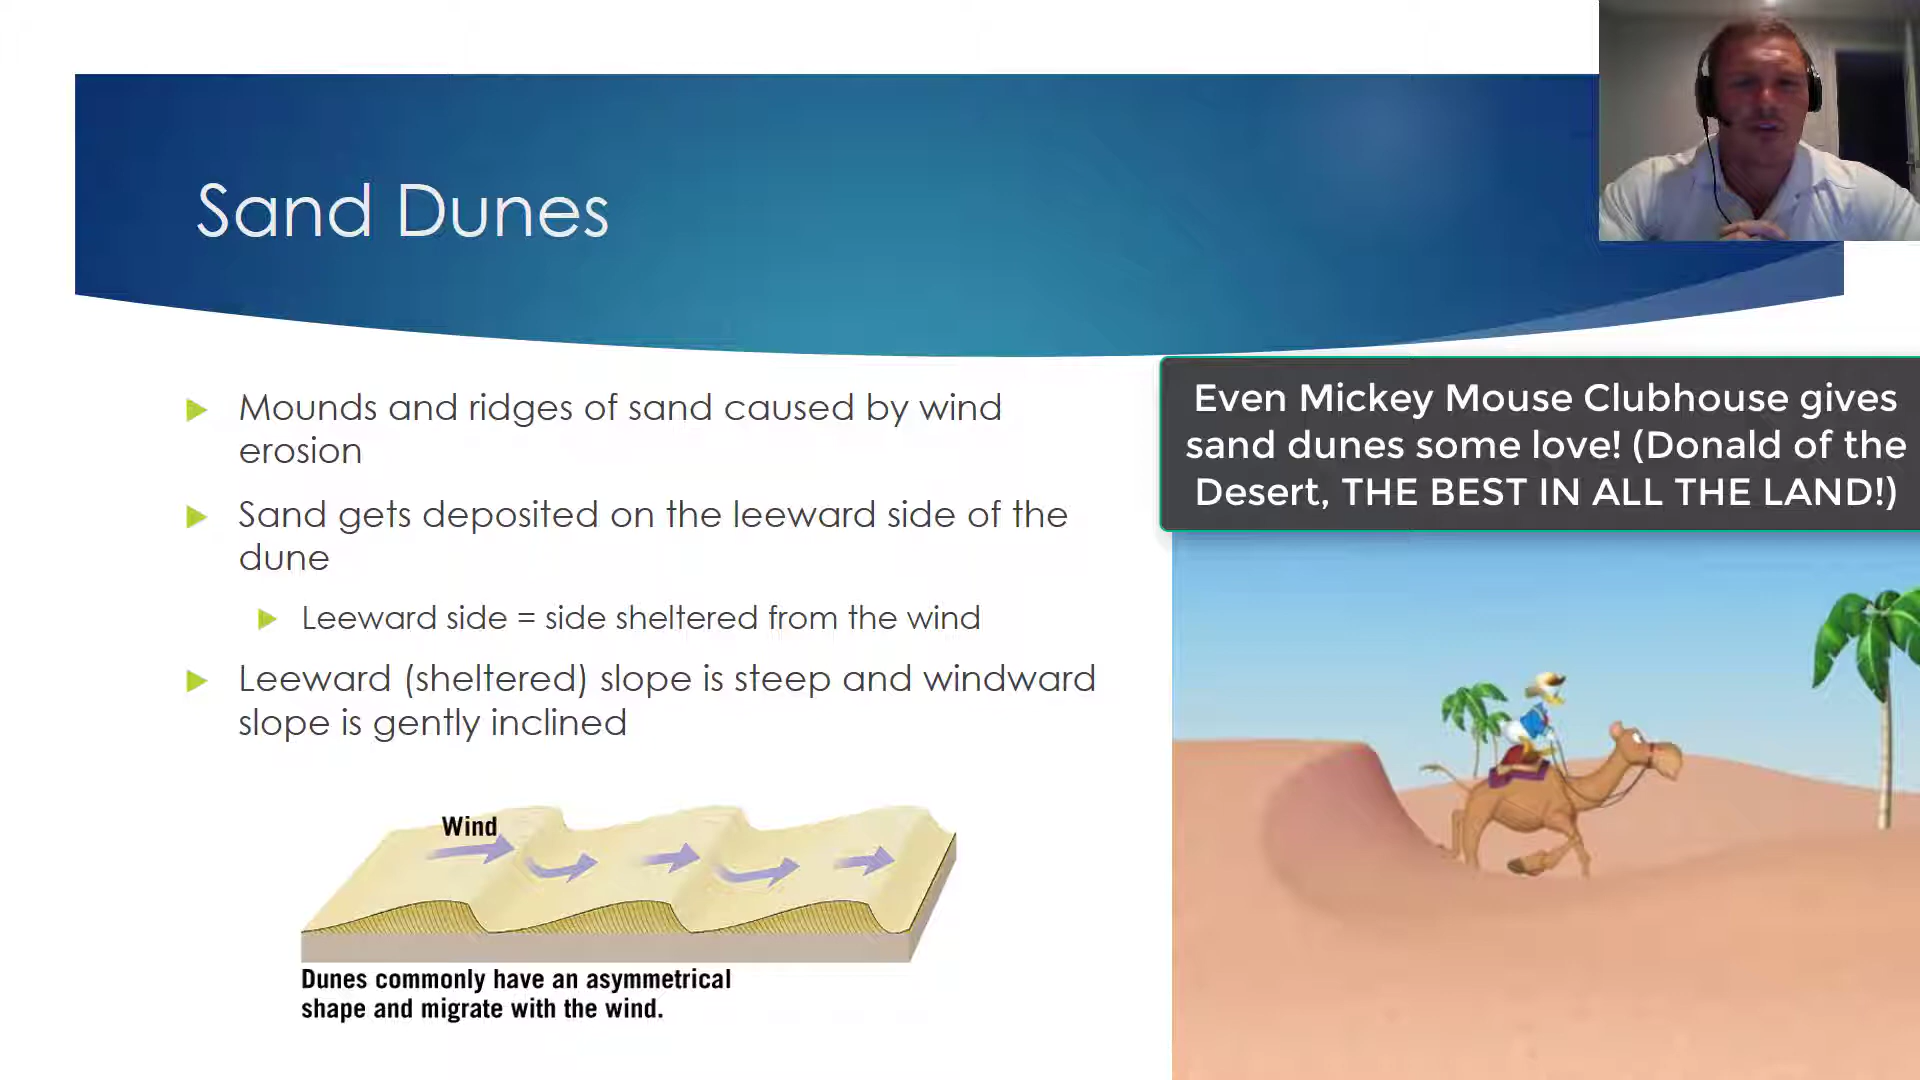 Sand Dunes
Mounds and ridges of sand caused by wind
erosion
Sand gets deposited on the leeward side of the
dune
Leeward side = side sheltered from the wind
Leeward (sheltered) slope is steep and windward
slope is gently inclined
Wind
Dunes commonly have an asymmetrical
shape and migrate with the wind.
Even Mickey Mouse Clubhouse gives
sand dunes some love! (Donald of the
Desert, THE BEST IN ALL THE LAND!)